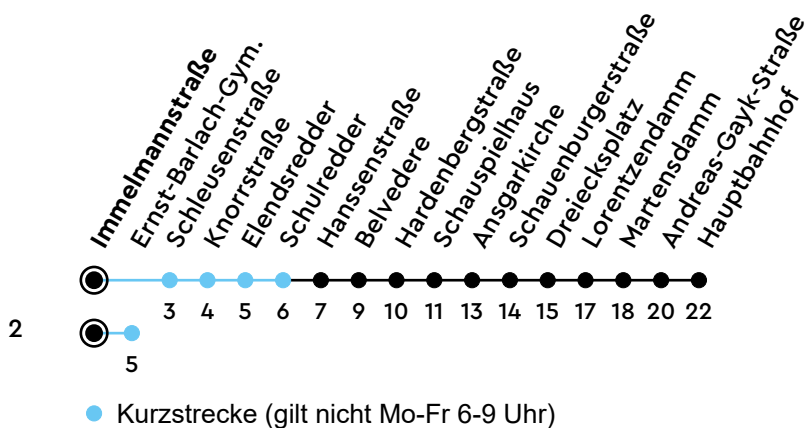 Immelmannstraße
Ernst-Barlach-Gym.
Schleusenstraße
Knorrstraße
Elendsredder
Schulredder
Hanssenstraße
Belvedere
Hardenbergstraße
Schauspielhaus
Ansgarkirche
Schauenburgerstraße
Dreiecksplatz
Lorentzendamm
Martensdamm
Andreas-Gayk-Straße
Hauptbahnhof
3 4 5 6 7 9 10 11 13 14 15 17 18 20 22
2
5
Kurzstrecke (gilt nicht Mo-Fr 6-9 Uhr)